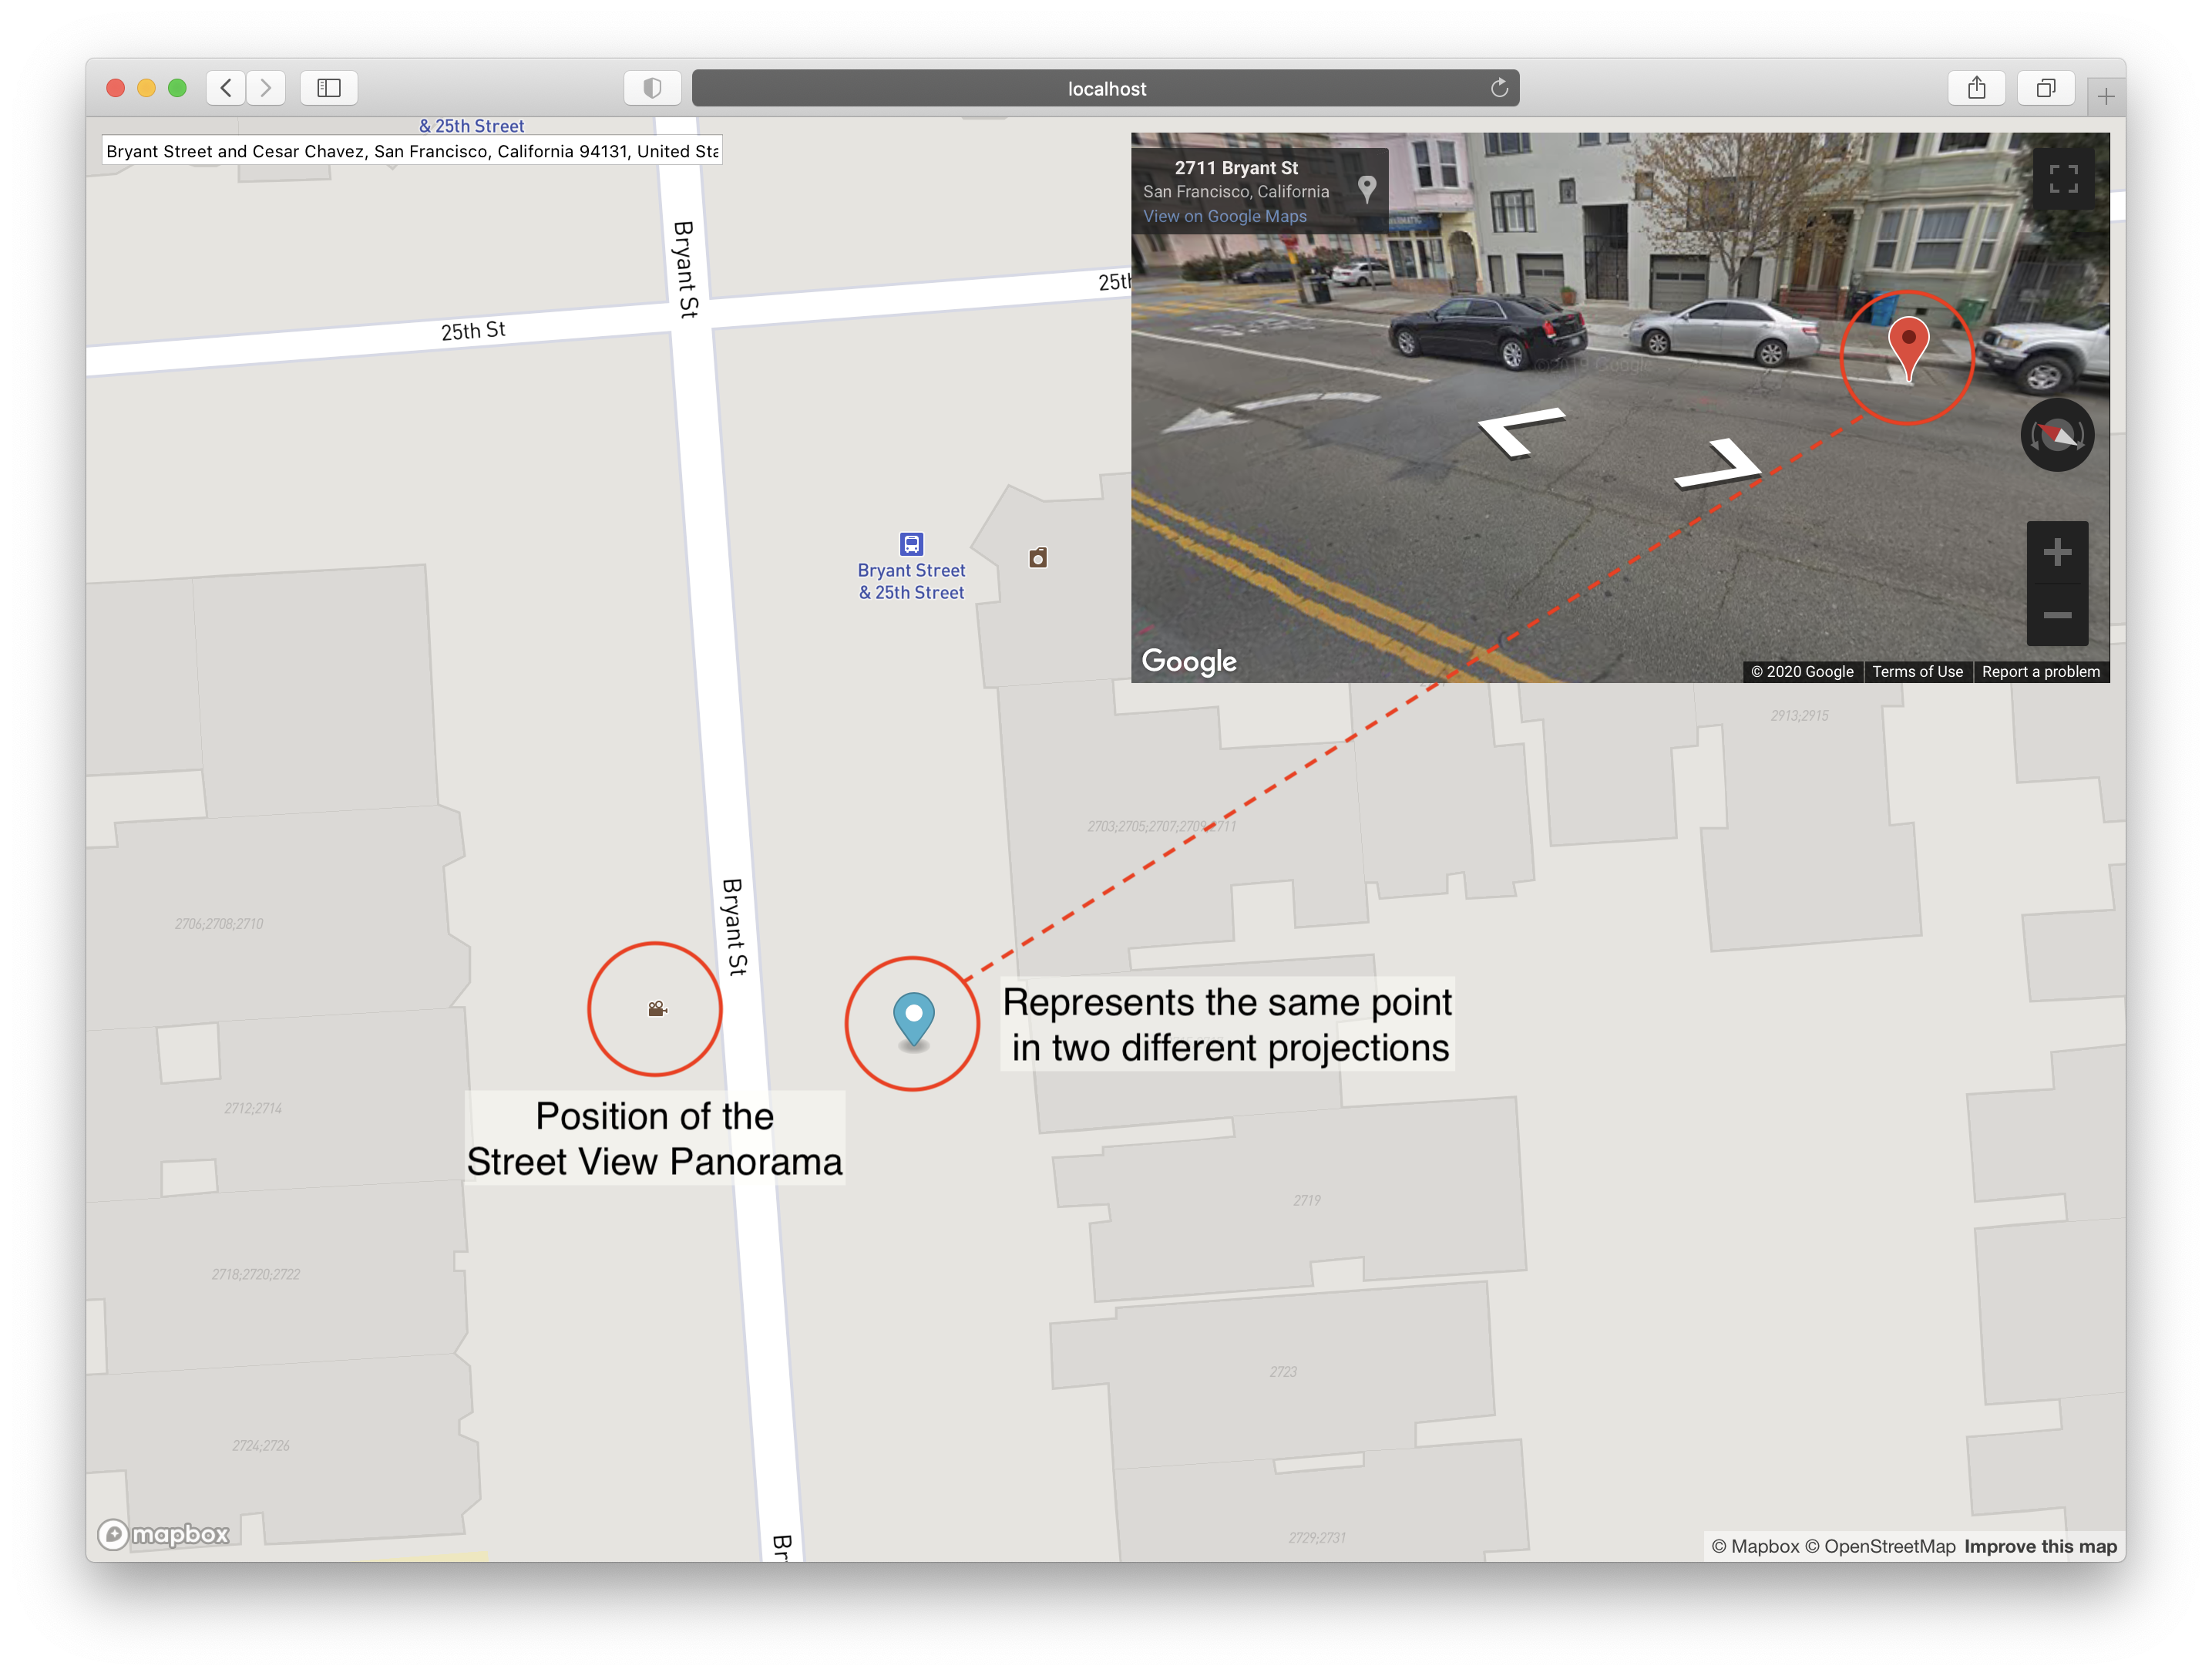 localhost
& 25th Street
Bryant Street and Cesar Chavez, San Francisco, California 94131, United Sta
2711 Bryant St
San Francisco, California
View on Google Maps
Bryant St
25th St
25th
Google
© 2020 Google
Terms of Use
Report a problem
Bryant Street
& 25th Street
2913;2915
2703;2705;2707;2709;2711
2706;2708;2710
Bryant St
Represents the same point
in two different projections
Position of the
Street View Panorama
2712;2714
2719
2718;2720;2722
2723
2724;2726
2729;2731
Br
mapbox
© Mapbox © OpenStreetMap Improve this map